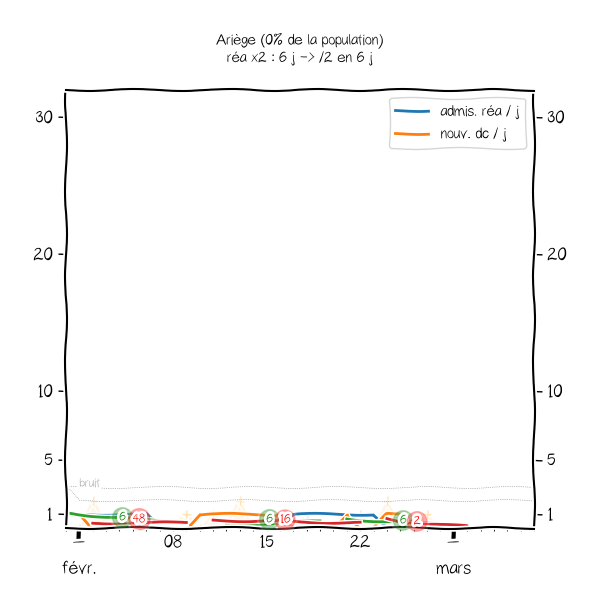 Ariège (0% de la population)
réa x2 : 6 j -> /2 en 6 j
admis. réa / j
nouv. dc / j
30
30
20
20
10
10
5
5
bruit
1
1
6
48
6
16
6
2
08
15
22
févr.
mars